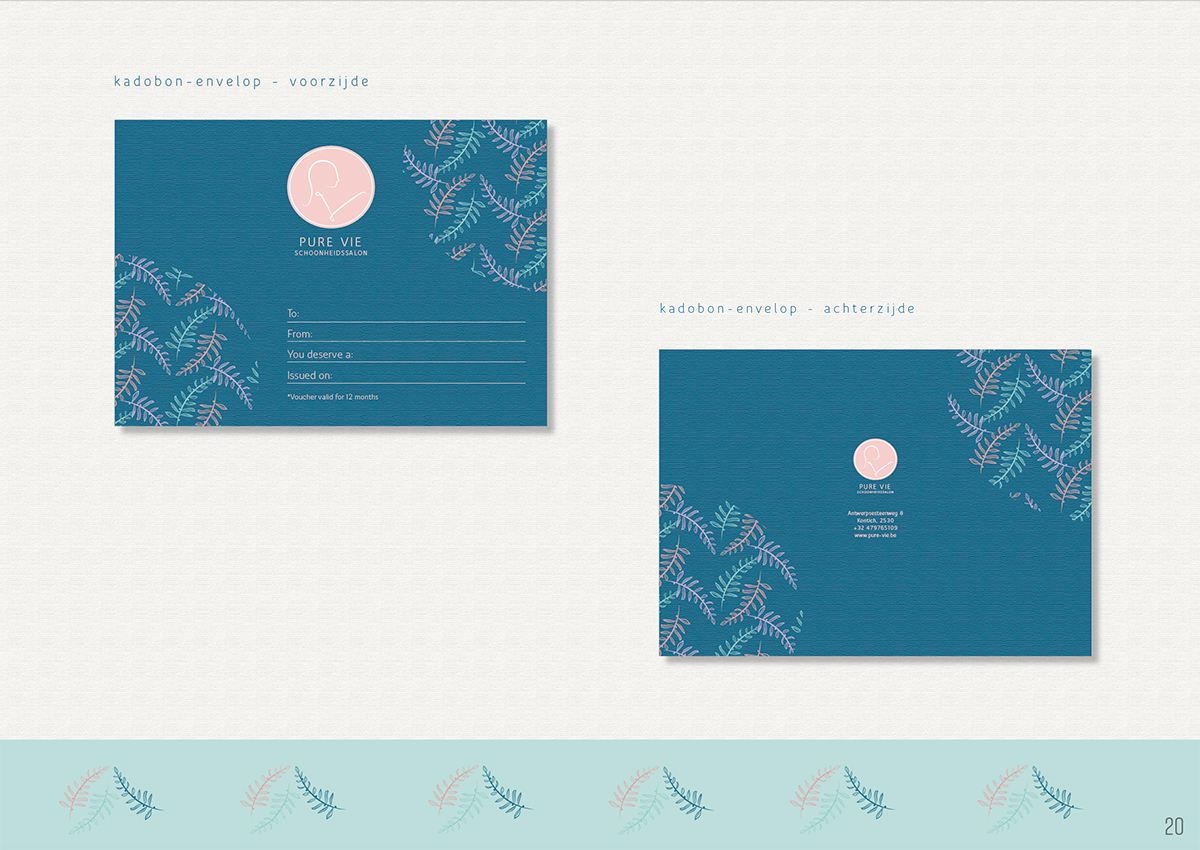 kadobon-envelop - voorzijde
PURE VIE
SCHOONHEIDSSALON
To:
From:
You deserve a:
Issued on:
*Voucher valid for 12 months
kadobon-envelop - achterzijde
PURE VIE
SCHOONHEIDSSALON
Antwerpsesteenweg 8
Kontich, 2530
+32 479765109
www.pure-vie.be
20